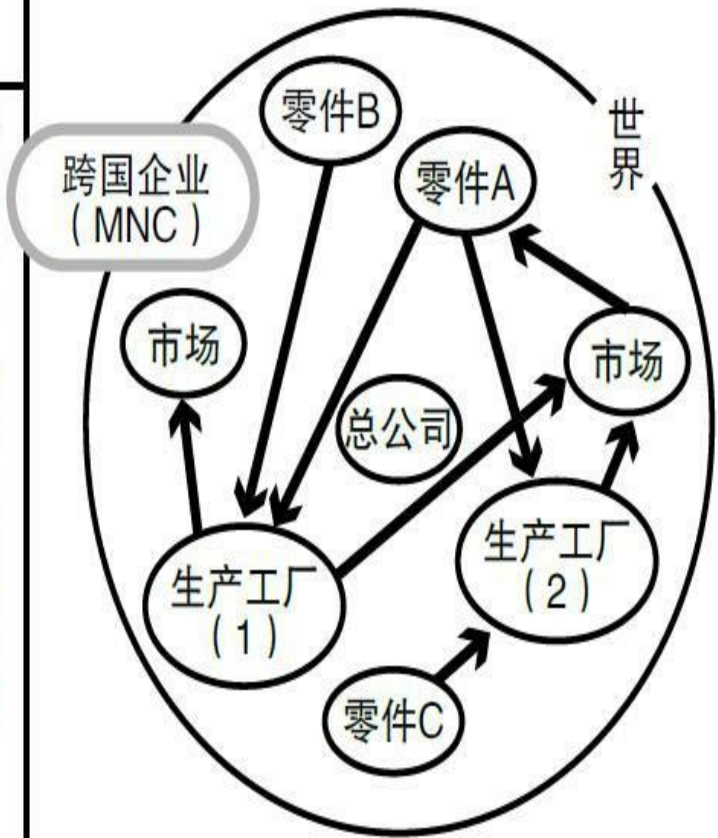 零件B
世界
跨国企业
（MNC）
零件A
市场
市场
总公司
生产工厂
（2）
生产工厂
（1）
零件C